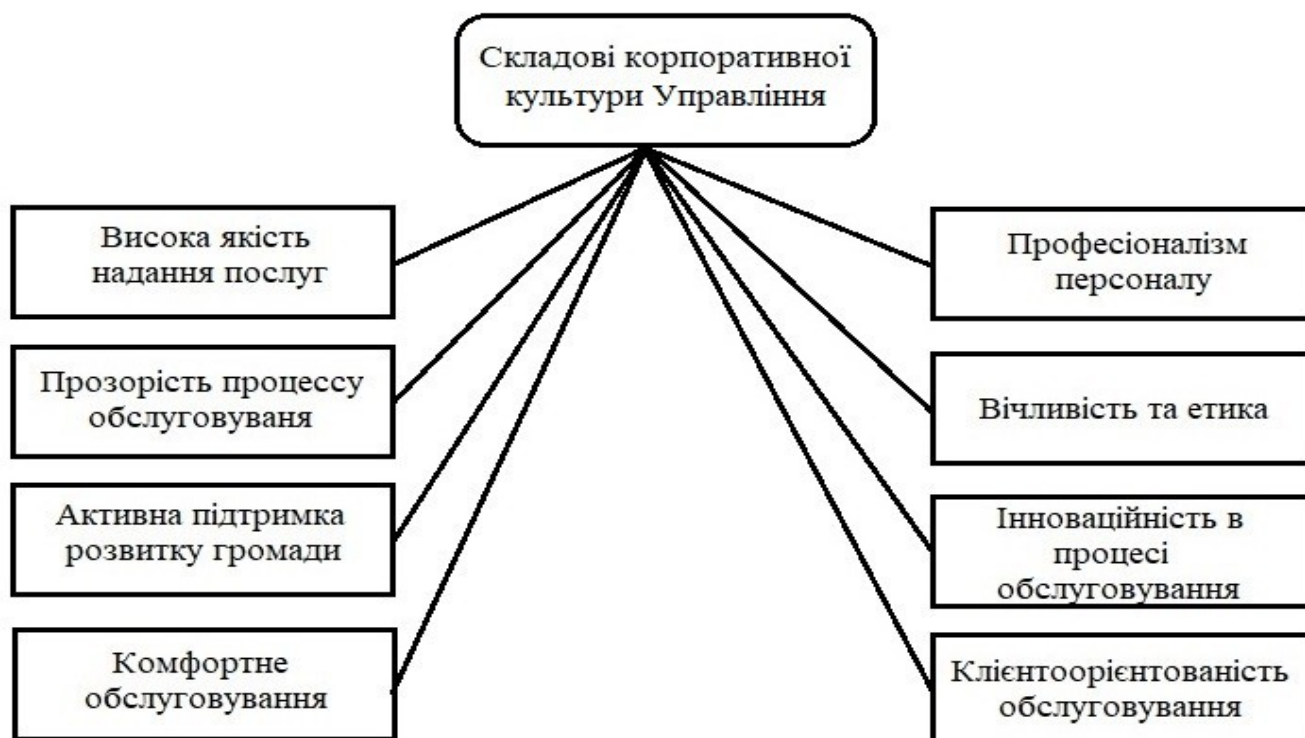 Складові корпоративної
культури Управління
Висока якість
надання послуг
Прозорість процессу
обслуговуваня
Активна підтримка
розвитку громади
Комфортне
обслуговування
Професіоналізм
персоналу
Вічливість та етика
Інноваційність в
процесі
обслуговування
Клієнтоорієнтованість
обслуговування